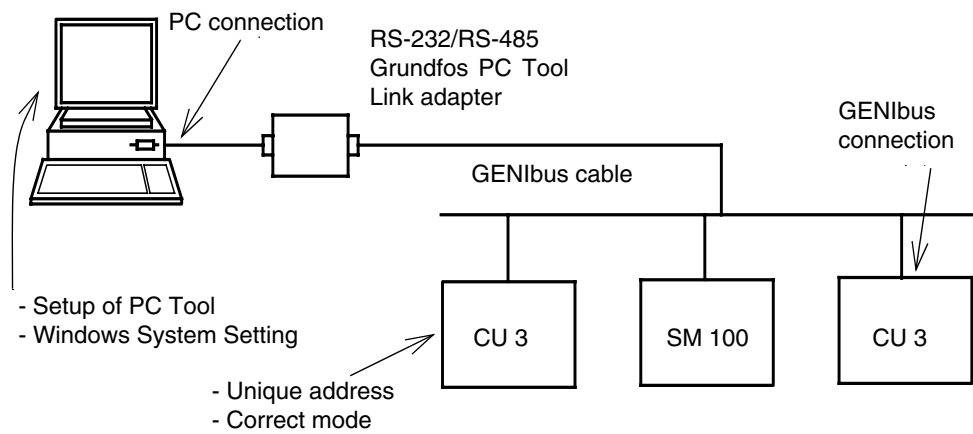 PC connection
RS-232/RS-485
Grundfos PC Tool
Link adapter
GENIbus
connection
GENIbus cable
- Setup of PC Tool
- Windows System Setting
CU 3
SM 100
CU 3
- Unique address
- Correct mode